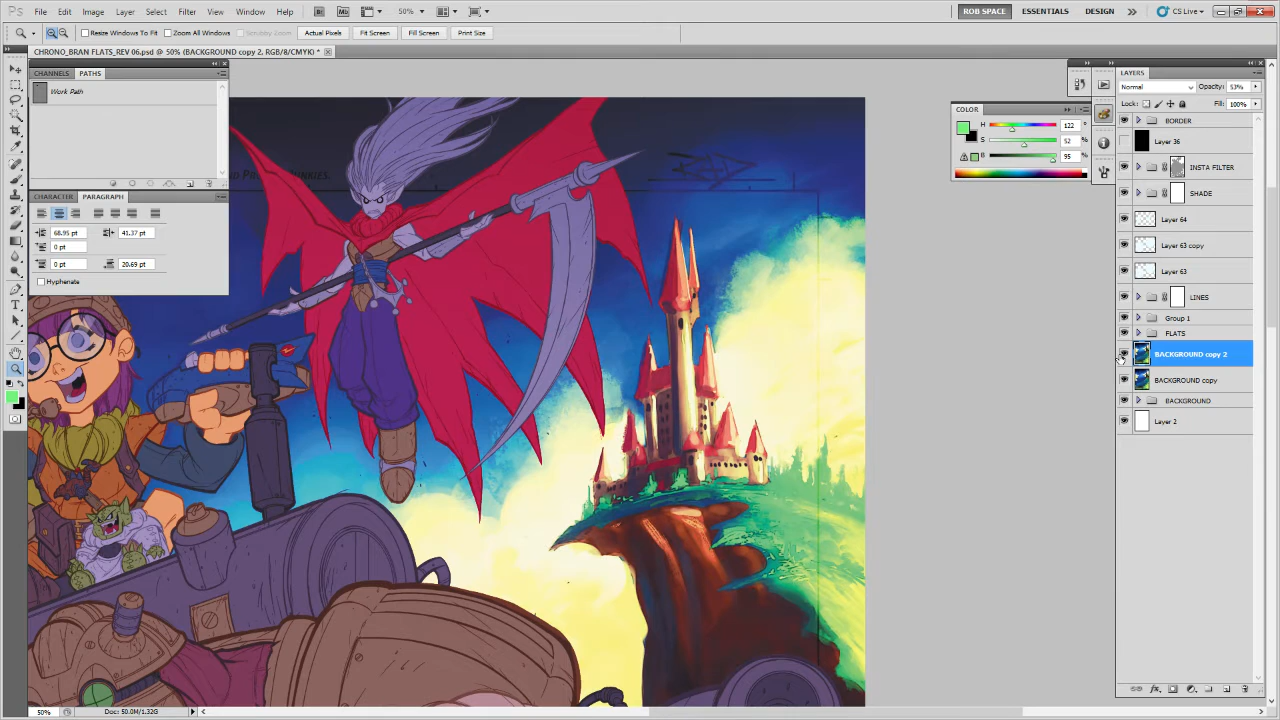 Ps File Edit Image Layer Select Filter View Window Help Br Mb 50% ROB SPACE ESSENTIALS DESIGN CS Live
Resize Windows To Fit Zoom All Windows Scrubby Zoom Actual Pixels Fit Screen Fill Screen Print Size
CHRONO_BRAN FLATS_REV 06.psd @ 50% (BACKGROUND copy 2, RGB/8/CMYK) *
CHANNELS PATHS
Work Path
CHARACTER PARAGRAPH
68.95 pt 41.37 pt
0 pt
0 pt 20.69 pt
Hyphenate
COLOR
H 122 °
S 52 %
B 95 %
LAYERS
Normal Opacity: 53%
Lock: Fill: 100%
BORDER
Layer 36
INSTA FILTER
SHADE
Layer 64
Layer 63 copy
Layer 63
LINES
Group 1
FLATS
BACKGROUND copy 2
BACKGROUND copy
BACKGROUND
Layer 2
50% Doc: 50.0M/1.32G